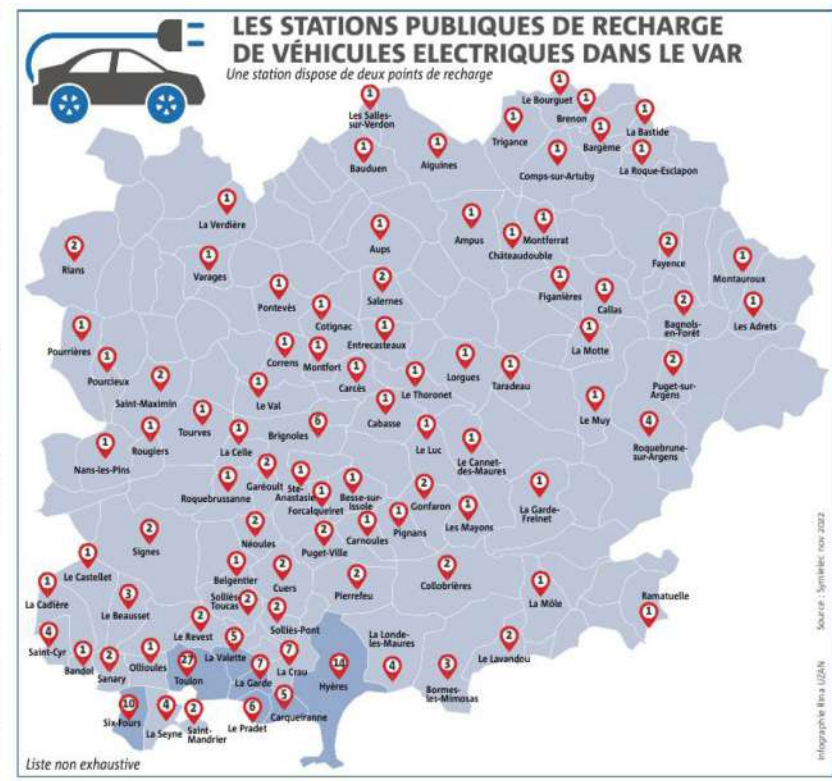 LES STATIONS PUBLIQUES DE RECHARGE
DE VÉHICULES ELECTRIQUES DANS LE VAR
Une station dispose de deux points de recharge
1
Le Bourguet
1
Les Salles-
sur-Verdon
1
Brenon
1
La Bastide
1
Trigance
1
Bargème
1
Bauduen
1
Aiguines
1
Comps-sur-Artuby
1
La Roque-Esclapon
1
La Verdière
1
Aups
1
Ampus
1
Montferrat
1
Châteaudouble
2
Rians
1
Varages
2
Fayence
1
Montauroux
1
Pontevès
2
Salernes
1
Figanières
1
Callas
1
Cotignac
2
Bagnols-
en-Forêt
1
Les Adrets
1
Pourrières
1
Entrecasteaux
1
La Motte
1
Pourcieux
1
Correns
1
Montfort
1
Carcès
1
Le Thoronet
1
Lorgues
1
Taradeau
2
Puget-sur-
Argens
2
Saint-Maximin
1
Le Val
1
Cabasse
1
Le Muy
1
Tourves
6
Brignoles
4
Roquebrune-
sur-Argens
1
Nans-les-Pins
1
Rougiers
1
La Celle
1
Le Luc
1
Le Cannet-
des-Maures
1
Roquebrussanne
2
Garéoult
1
Ste-
Anastasie
1
Forcalqueiret
1
Besse-sur-
Issole
2
Gonfaron
1
La Garde-
Freinet
2
Signes
2
Néoules
2
Puget-Ville
1
Carnoules
1
Pignans
1
Les Mayons
1
Le Castellet
1
Belgentier
2
Cuers
2
Pierrefeu
2
Collobrières
1
La Môle
Ramatuelle
1
1
La Cadière
3
Le Beausset
Solliès-
Toucas
2
2
Solliès-Pont
4
Saint-Cyr
1
Bandol
2
Sanary
1
Ollioules
2
Le Revest
27
Toulon
5
La Valette
7
La Garde
7
La Crau
14
Hyères
La Londe
-les-Maures
4
3
Bormes-
les-Mimosas
2
Le Lavandou
10
Six-Fours
4
La Seyne
2
Saint-
Mandrier
6
Le Pradet
5
Carqueiranne
Liste non exhaustive
Infographie Rina UZAN Source : Symielec nov 2022